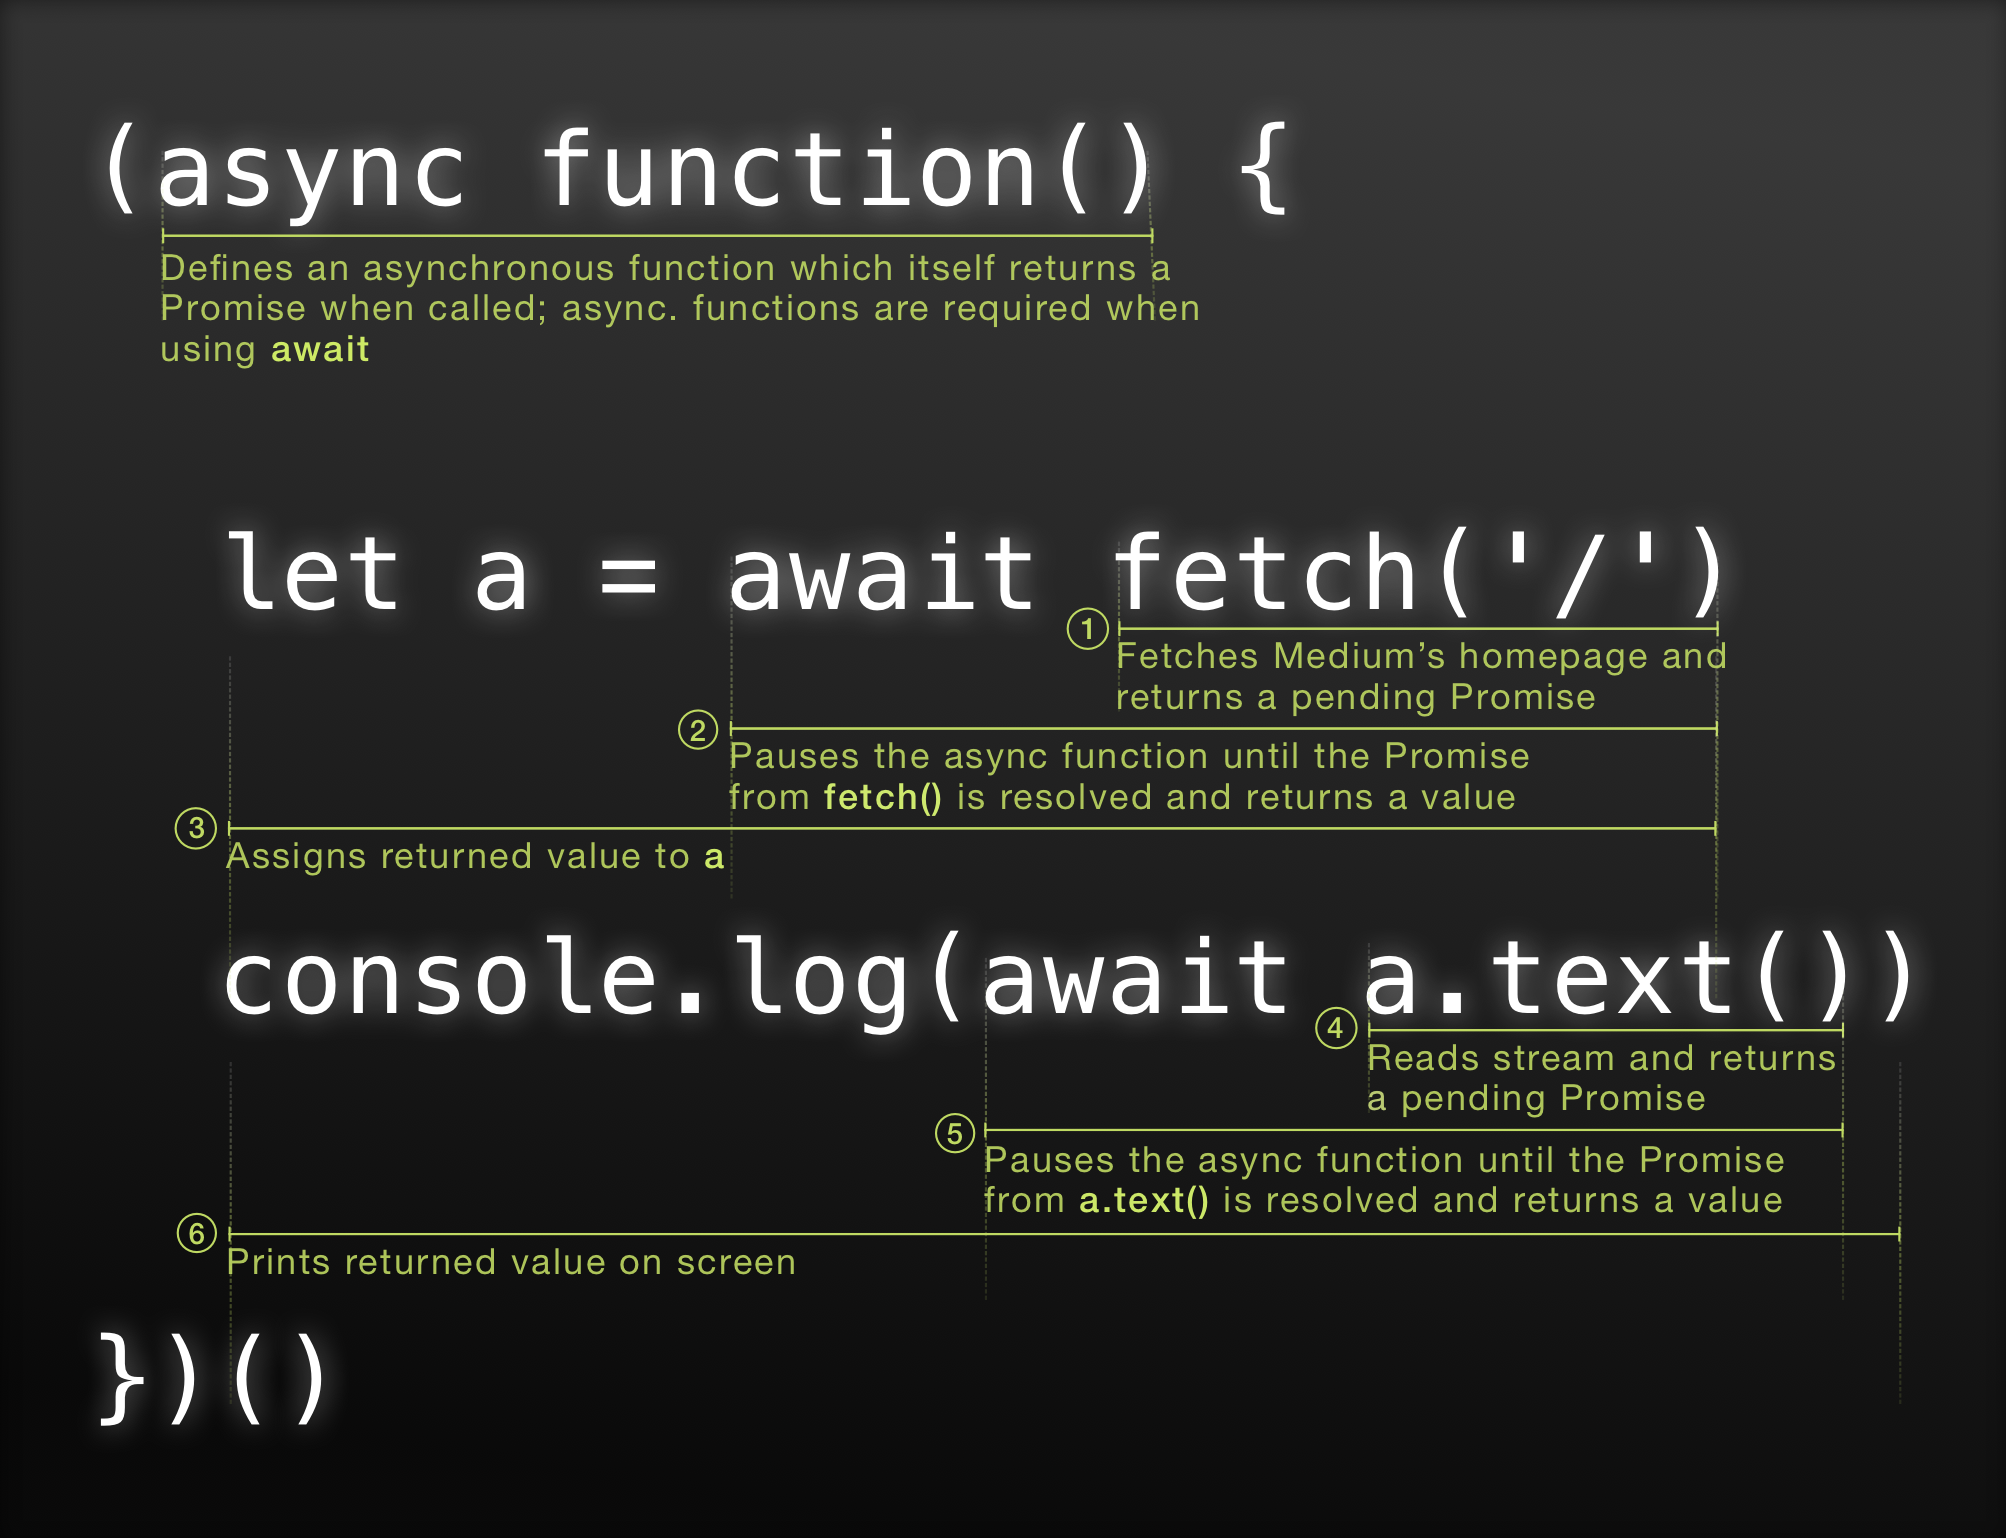 (async function() {
Defines an asynchronous function which itself returns a
Promise when called; async. functions are required when
using await
let a = await fetch('/')
1
Fetches Medium’s homepage and
returns a pending Promise
2
Pauses the async function until the Promise
from fetch() is resolved and returns a value
3
Assigns returned value to a
console.log(await a.text())
4
Reads stream and returns
a pending Promise
5
Pauses the async function until the Promise
from a.text() is resolved and returns a value
6
Prints returned value on screen
})()